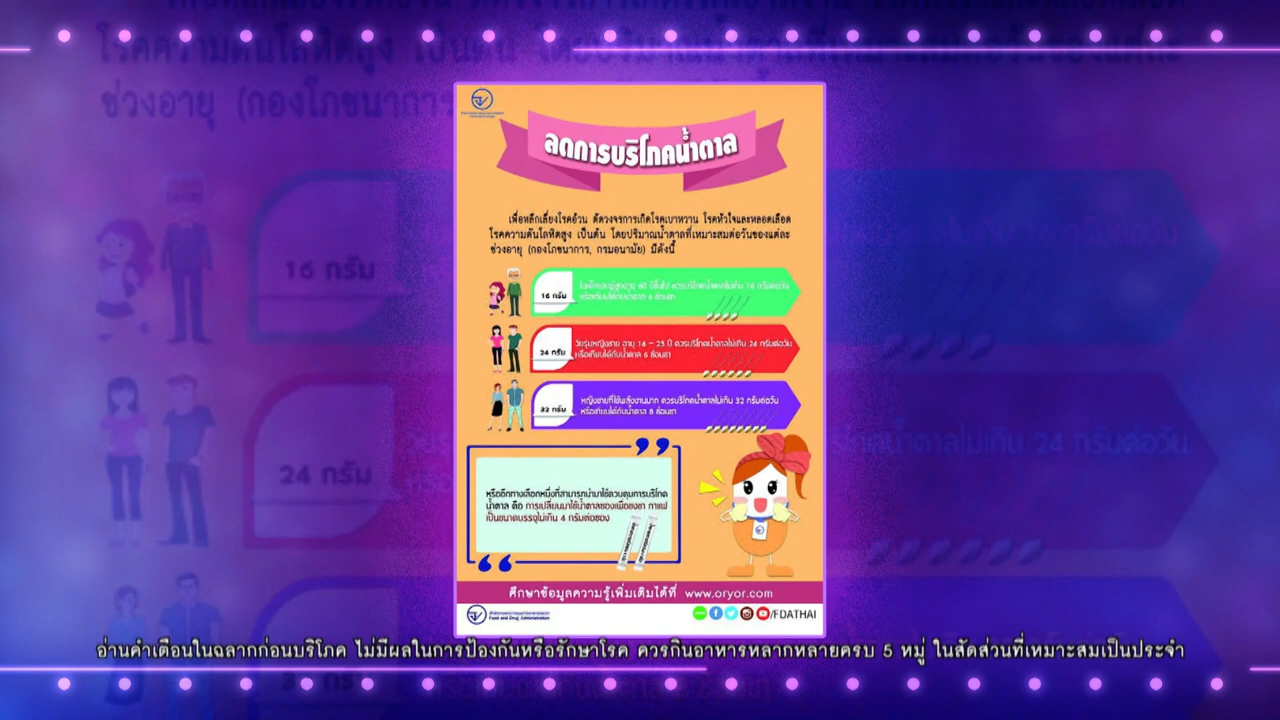 ลดการบริโภคน้ำตาล
เพื่อหลีกเลี่ยงโรคอ้วน ตัดวงจรการเกิดโรคเบาหวาน โรคหัวใจและหลอดเลือด
โรคความดันโลหิตสูง เป็นต้น โดยปริมาณน้ำตาลที่เหมาะสมต่อวันของแต่ละ
ช่วงอายุ (กองโภชนาการ, กรมอนามัย) มีดังนี้
16 กรัม
ในเด็กและผู้สูงอายุ 60 ปีขึ้นไป ควรบริโภคน้ำตาลไม่เกิน 16 กรัมต่อวัน
หรือเทียบได้กับน้ำตาล 4 ช้อนชา
24 กรัม
วัยรุ่นหญิงชาย อายุ 14 – 25 ปี ควรบริโภคน้ำตาลไม่เกิน 24 กรัมต่อวัน
หรือเทียบได้กับน้ำตาล 6 ช้อนชา
32 กรัม
หญิงชายที่ใช้พลังงานมาก ควรบริโภคน้ำตาลไม่เกิน 32 กรัมต่อวัน
หรือเทียบได้กับน้ำตาล 8 ช้อนชา
หรืออีกทางเลือกหนึ่งที่สามารถนำมาใช้ควบคุมการบริโภค
น้ำตาล คือ การเปลี่ยนมาใช้น้ำตาลซองเพื่อชงชา กาแฟ
เป็นขนาดบรรจุไม่เกิน 4 กรัมต่อซอง
ศึกษาข้อมูลความรู้เพิ่มเติมได้ที่ www.oryor.com
Food and Drug Administration
/FDATHAI
อ่านคำเตือนในฉลากก่อนบริโภค ไม่มีผลในการป้องกันหรือรักษาโรค ควรกินอาหารหลากหลายครบ 5 หมู่ ในสัดส่วนที่เหมาะสมเป็นประจำ